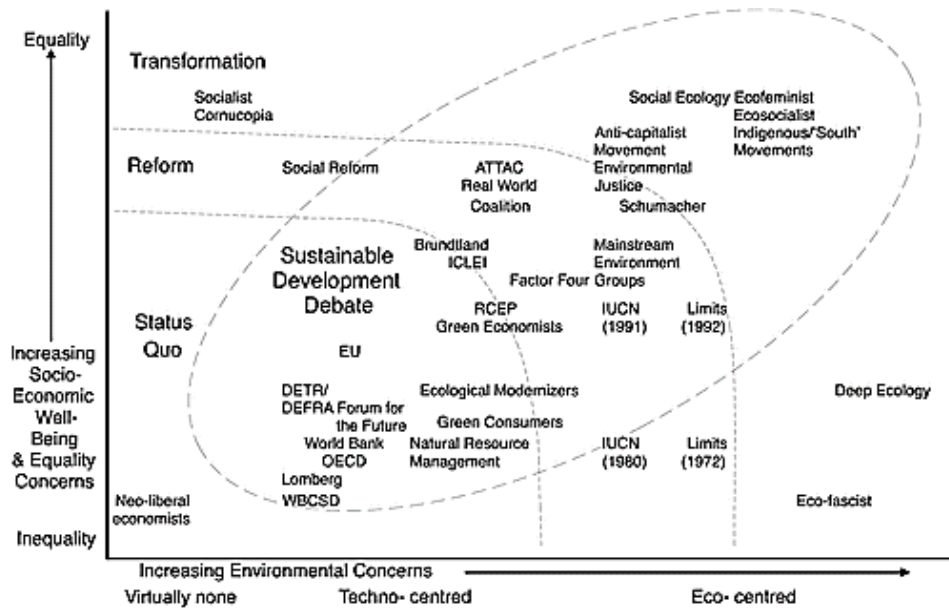 Equality
Transformation
Socialist
Cornucopia
Social Ecology Ecofeminist
Ecosocialist
Indigenous/'South'
Movements
Anti-capitalist
Movement
Environmental
Justice
Reform
Social Reform
ATTAC
Real World
Coalition
Schumacher
Brundtland
ICLEI
Mainstream
Environment
Factor Four Groups
Sustainable
Development
Debate
RCEP
Green Economists
IUCN
(1991)
Limits
(1992)
Status
Quo
EU
Increasing
Socio-
Economic
Well-
Being
& Equality
Concerns
DETR/
DEFRA Forum for
the Future
Ecological Modernizers
Deep Ecology
Green Consumers
World Bank
OECD
Natural Resource
Management
IUCN
(1980)
Limits
(1972)
Lomberg
WBCSD
Neo-liberal
economists
Eco-fascist
Inequality
Increasing Environmental Concerns
Virtually none
Techno- centred
Eco- centred